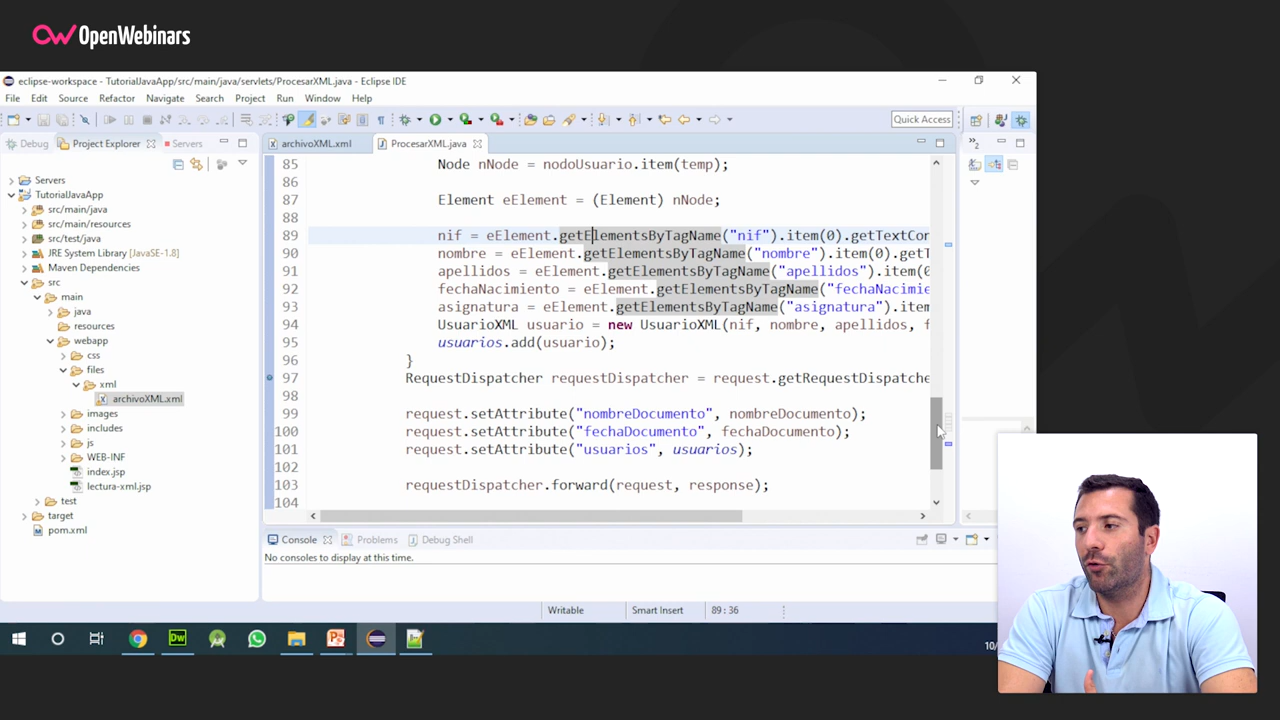 OpenWebinars
eclipse-workspace - TutorialJavaApp/src/main/java/servlets/ProcesarXML.java - Eclipse IDE
File Edit Source Refactor Navigate Search Project Run Window Help
Quick Access
Debug Project Explorer Servers
archivoXML.xml ProcesarXML.java
Servers
TutorialJavaApp
src/main/java
src/main/resources
src/test/java
JRE System Library [JavaSE-1.8]
Maven Dependencies
src
main
java
resources
webapp
css
files
xml
archivoXML.xml
images
includes
js
WEB-INF
index.jsp
lectura-xml.jsp
test
target
pom.xml
85 Node nNode = nodoUsuario.item(temp);
86
87 Element eElement = (Element) nNode;
88
89 nif = eElement.getElementsByTagName("nif").item(0).getTextCon
90 nombre = eElement.getElementsByTagName("nombre").item(0).getT
91 apellidos = eElement.getElementsByTagName("apellidos").item(0
92 fechaNacimiento = eElement.getElementsByTagName("fechaNacimie
93 asignatura = eElement.getElementsByTagName("asignatura").item
94 UsuarioXML usuario = new UsuarioXML(nif, nombre, apellidos, f
95 usuarios.add(usuario);
96 }
97 RequestDispatcher requestDispatcher = request.getRequestDispatche
98
99 request.setAttribute("nombreDocumento", nombreDocumento);
100 request.setAttribute("fechaDocumento", fechaDocumento);
101 request.setAttribute("usuarios", usuarios);
102
103 requestDispatcher.forward(request, response);
104
Console Problems Debug Shell
No consoles to display at this time.
Writable Smart Insert 89 : 36
Dw
10/